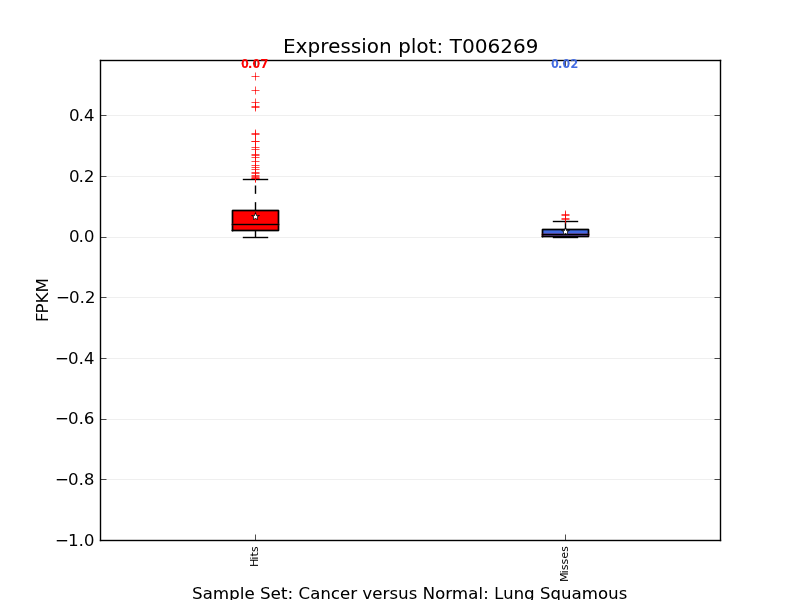 Expression plot: T006269
0.07
0.02
0.4
0.2
0.0
−0.2
−0.4
−0.6
−0.8
−1.0
FPKM
Hits
Misses
Sample Set: Cancer versus Normal: Lung Squamous